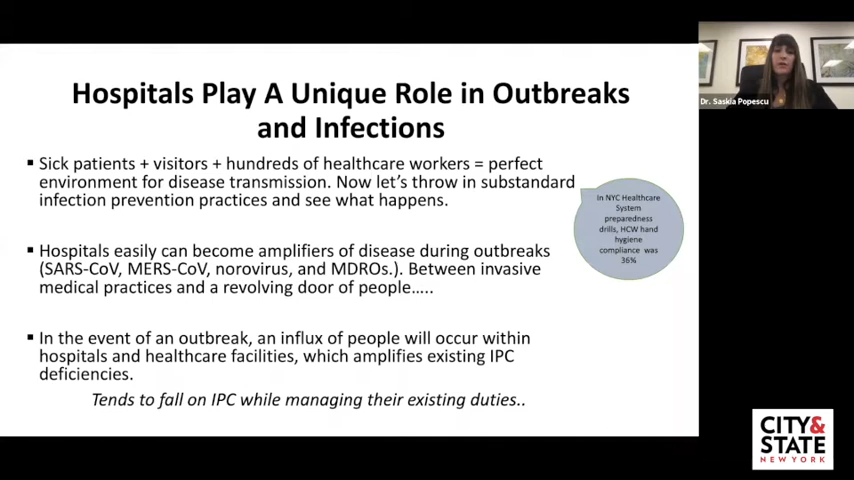 Hospitals Play A Unique Role in Outbreaks
and Infections
▪ Sick patients + visitors + hundreds of healthcare workers = perfect
environment for disease transmission. Now let's throw in substandard
infection prevention practices and see what happens.
In NYC Healthcare
System
preparedness
drills, HCW hand
hygiene
compliance was
36%
▪ Hospitals easily can become amplifiers of disease during outbreaks
(SARS-CoV, MERS-CoV, norovirus, and MDROs.). Between invasive
medical practices and a revolving door of people…..
▪ In the event of an outbreak, an influx of people will occur within
hospitals and healthcare facilities, which amplifies existing IPC
deficiencies.
Tends to fall on IPC while managing their existing duties..
Dr. Saskia Popescu
CITY&
STATE
NEW YORK